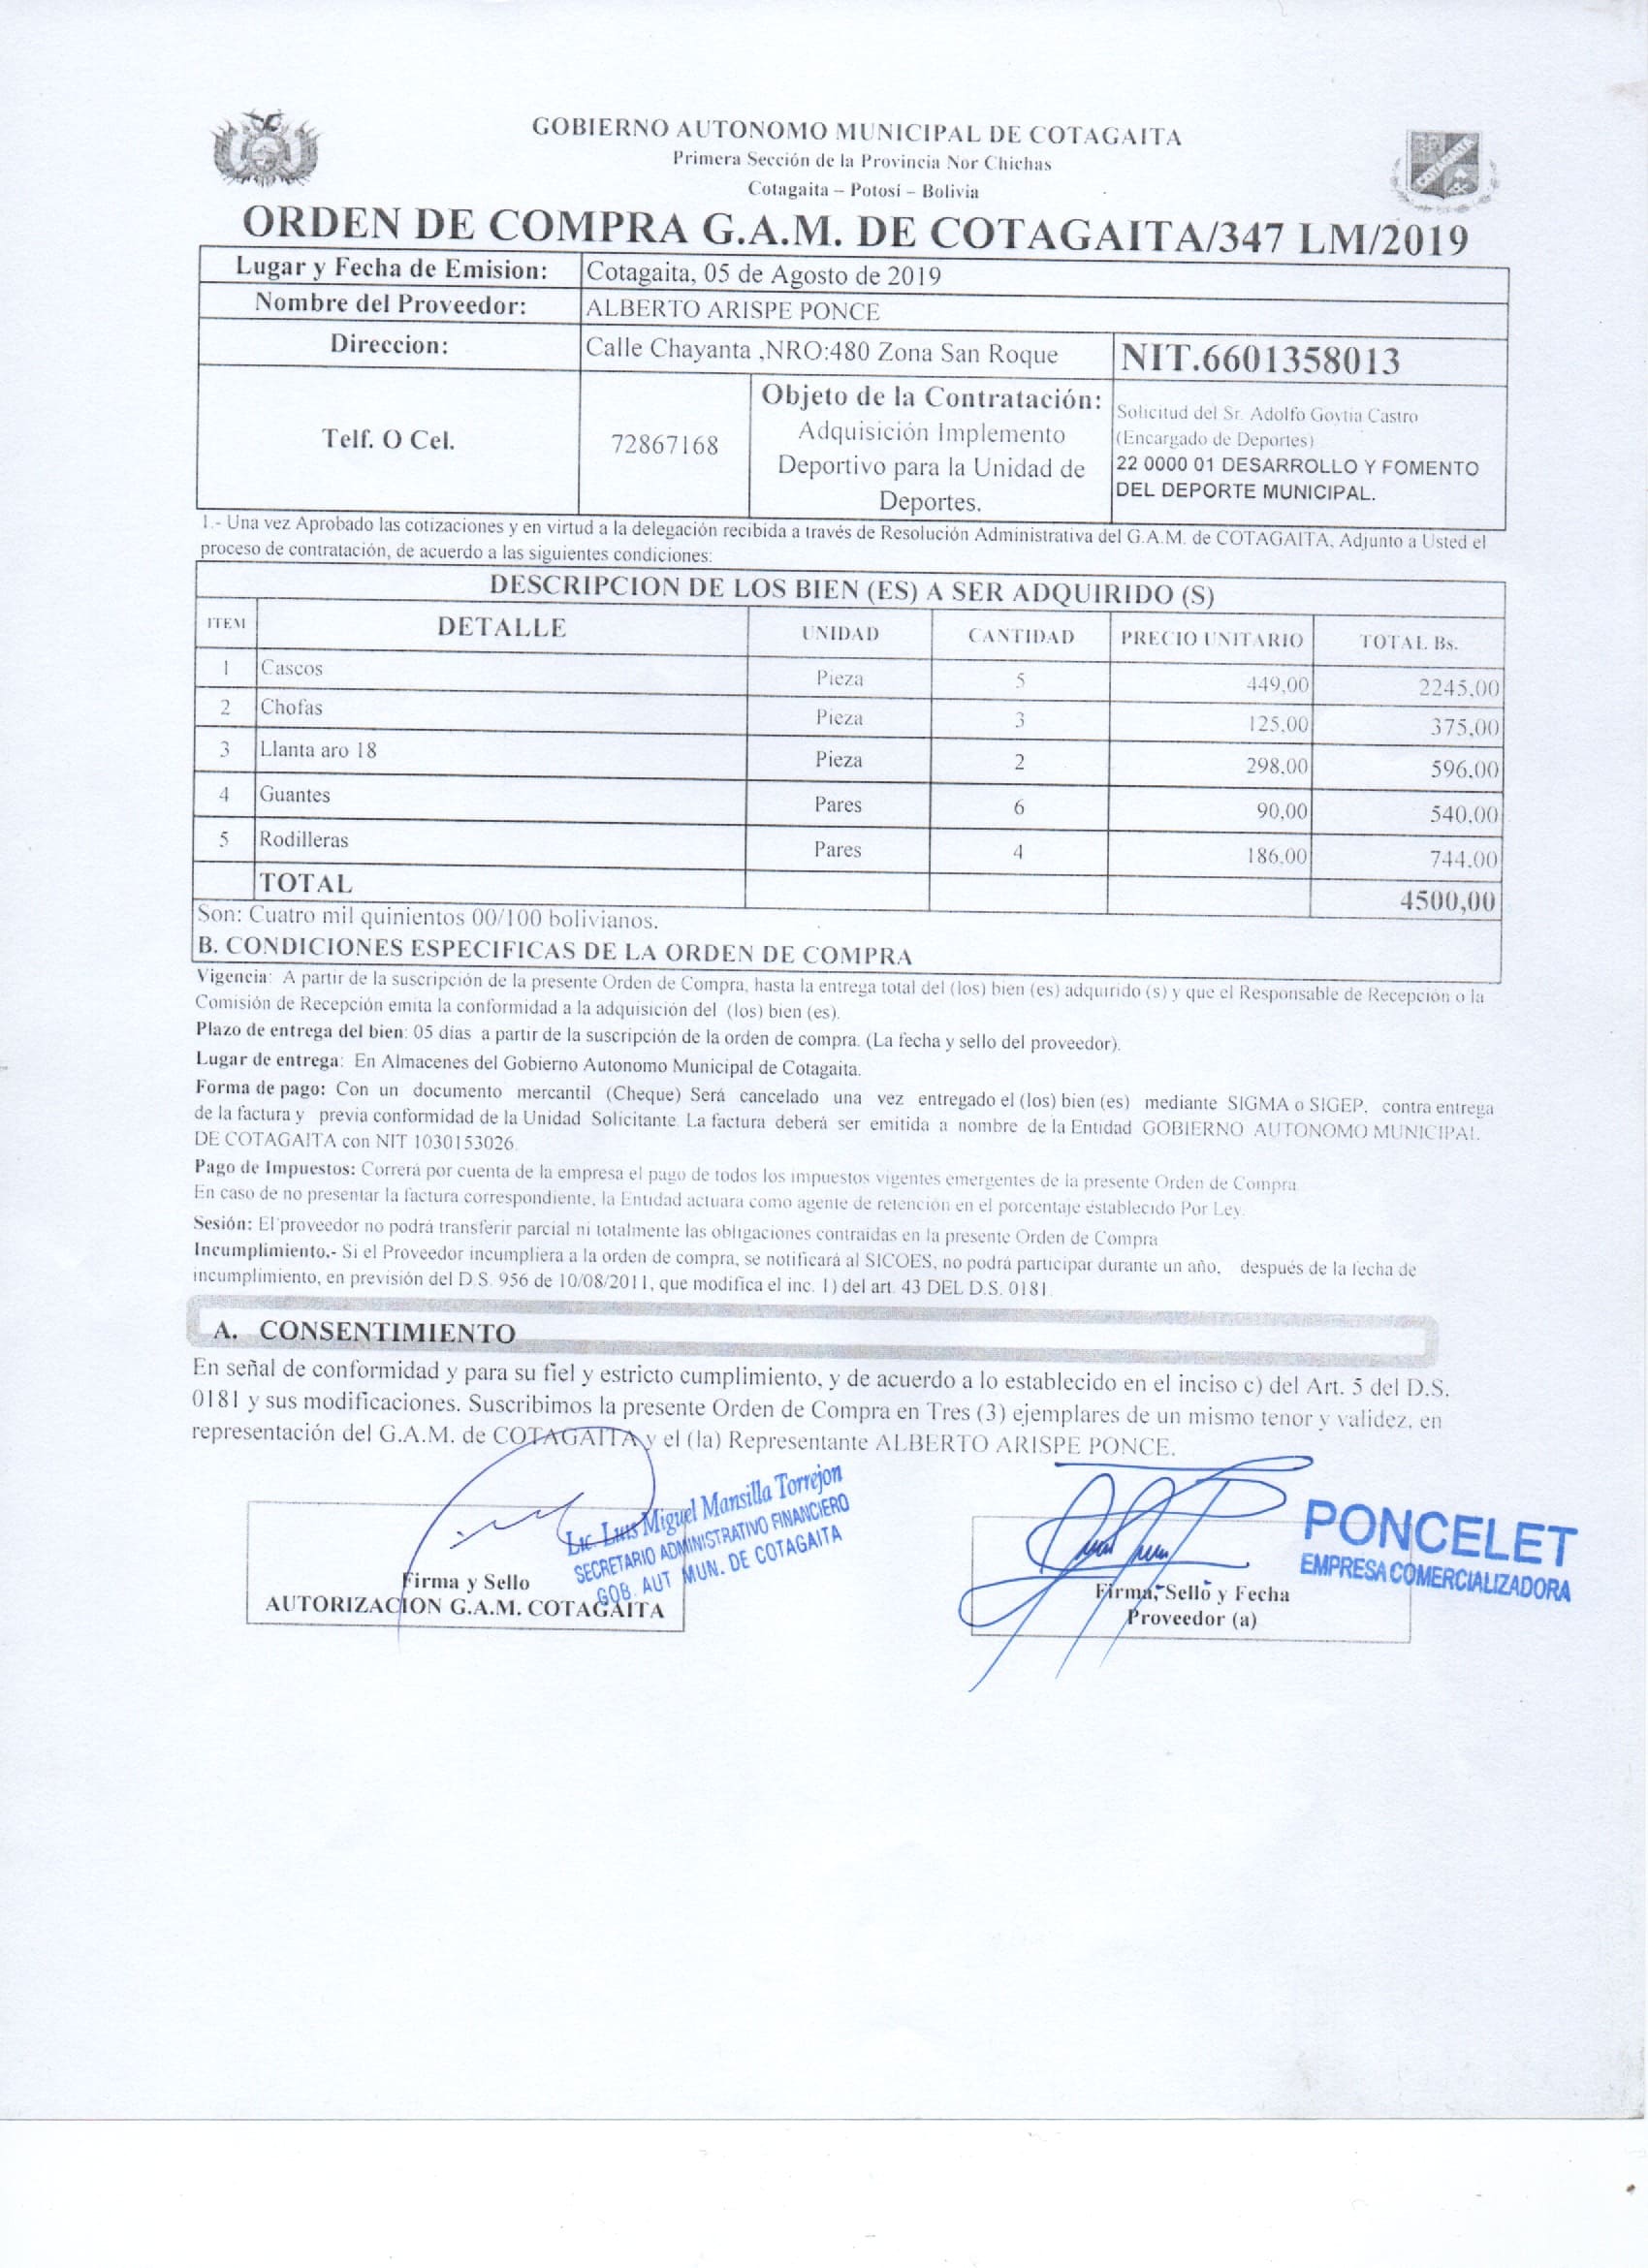 GOBIERNO AUTONOMO MUNICIPAL DE COTAGAITA
Primera Sección de la Provincia Nor Chichas
Cotagaita – Potosí – Bolivia
COTAGAITA
ORDEN DE COMPRA G.A.M. DE COTAGAITA/347 LM/2019
Lugar y Fecha de Emision: Cotagaita, 05 de Agosto de 2019
Nombre del Proveedor: ALBERTO ARISPE PONCE
Direccion: Calle Chayanta ,NRO:480 Zona San Roque NIT.6601358013
Telf. O Cel. 72867168
Objeto de la Contratación:
Adquisición Implemento
Deportivo para la Unidad de
Deportes.
Solicitud del Sr. Adolfo Goytia Castro
(Encargado de Deportes)
22 0000 01 DESARROLLO Y FOMENTO
DEL DEPORTE MUNICIPAL.
1.- Una vez Aprobado las cotizaciones y en virtud a la delegación recibida a través de Resolución Administrativa del G.A.M. de COTAGAITA, Adjunto a Usted el
proceso de contratación, de acuerdo a las siguientes condiciones:
DESCRIPCION DE LOS BIEN (ES) A SER ADQUIRIDO (S)
ITEM DETALLE UNIDAD CANTIDAD PRECIO UNITARIO TOTAL Bs.
1 Cascos Pieza 5 449,00 2245,00
2 Chofas Pieza 3 125,00 375,00
3 Llanta aro 18 Pieza 2 298,00 596,00
4 Guantes Pares 6 90,00 540,00
5 Rodilleras Pares 4 186,00 744,00
TOTAL 4500,00
Son: Cuatro mil quinientos 00/100 bolivianos.
B. CONDICIONES ESPECIFICAS DE LA ORDEN DE COMPRA
Vigencia: A partir de la suscripción de la presente Orden de Compra, hasta la entrega total del (los) bien (es) adquirido (s) y que el Responsable de Recepción o la
Comisión de Recepción emita la conformidad a la adquisición del (los) bien (es).
Plazo de entrega del bien: 05 días a partir de la suscripción de la orden de compra. (La fecha y sello del proveedor).
Lugar de entrega: En Almacenes del Gobierno Autonomo Municipal de Cotagaita.
Forma de pago: Con un documento mercantil (Cheque) Será cancelado una vez entregado el (los) bien (es) mediante SIGMA o SIGEP, contra entrega
de la factura y previa conformidad de la Unidad Solicitante. La factura deberá ser emitida a nombre de la Entidad GOBIERNO AUTONOMO MUNICIPAL
DE COTAGAITA con NIT 1030153026.
Pago de Impuestos: Correrá por cuenta de la empresa el pago de todos los impuestos vigentes emergentes de la presente Orden de Compra.
En caso de no presentar la factura correspondiente, la Entidad actuara como agente de retención en el porcentaje establecido Por Ley.
Sesión: El proveedor no podrá transferir parcial ni totalmente las obligaciones contraidas en la presente Orden de Compra
Incumplimiento.- Si el Proveedor incumpliera a la orden de compra, se notificará al SICOES, no podrá participar durante un año, después de la fecha de
incumplimiento, en previsión del D.S. 956 de 10/08/2011, que modifica el inc. 1) del art. 43 DEL D.S. 0181.
A. CONSENTIMIENTO
En señal de conformidad y para su fiel y estricto cumplimiento, y de acuerdo a lo establecido en el inciso c) del Art. 5 del D.S.
0181 y sus modificaciones. Suscribimos la presente Orden de Compra en Tres (3) ejemplares de un mismo tenor y validez, en
representación del G.A.M. de COTAGAITA y el (la) Representante ALBERTO ARISPE PONCE.
Lic. Luis Miguel Mansilla Torrejon
SECRETARIO ADMINISTRATIVO FINANCIERO
GOB. AUT MUN. DE COTAGAITA
Firma y Sello
AUTORIZACION G.A.M. COTAGAITA
PONCELET
EMPRESA COMERCIALIZADORA
Firma, Sello y Fecha
Proveedor (a)